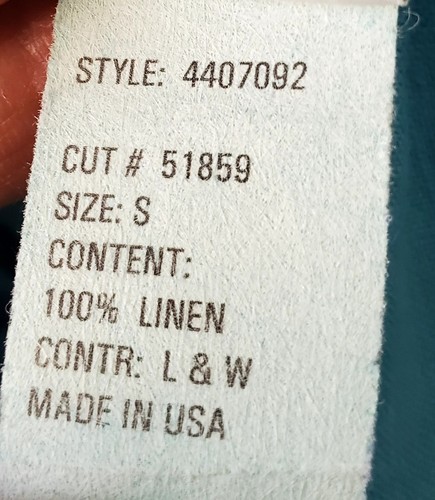 STYLE: 4407092
CUT # 51859
SIZE: S
CONTENT:
100% LINEN
CONTR: L & W
MADE IN USA